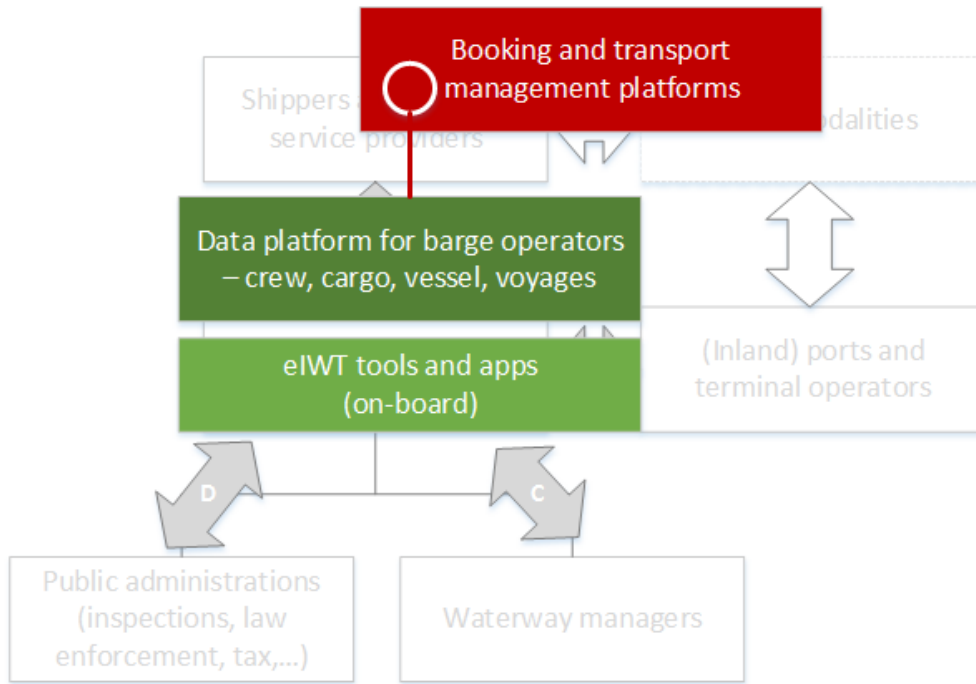 Booking and transport
management platforms
Shippers
service providers
odalities
Data platform for barge operators
– crew, cargo, vessel, voyages
eIWT tools and apps
(on-board)
(Inland) ports and
terminal operators
D
C
Public administrations
(inspections, law
enforcement, tax,...)
Waterway managers